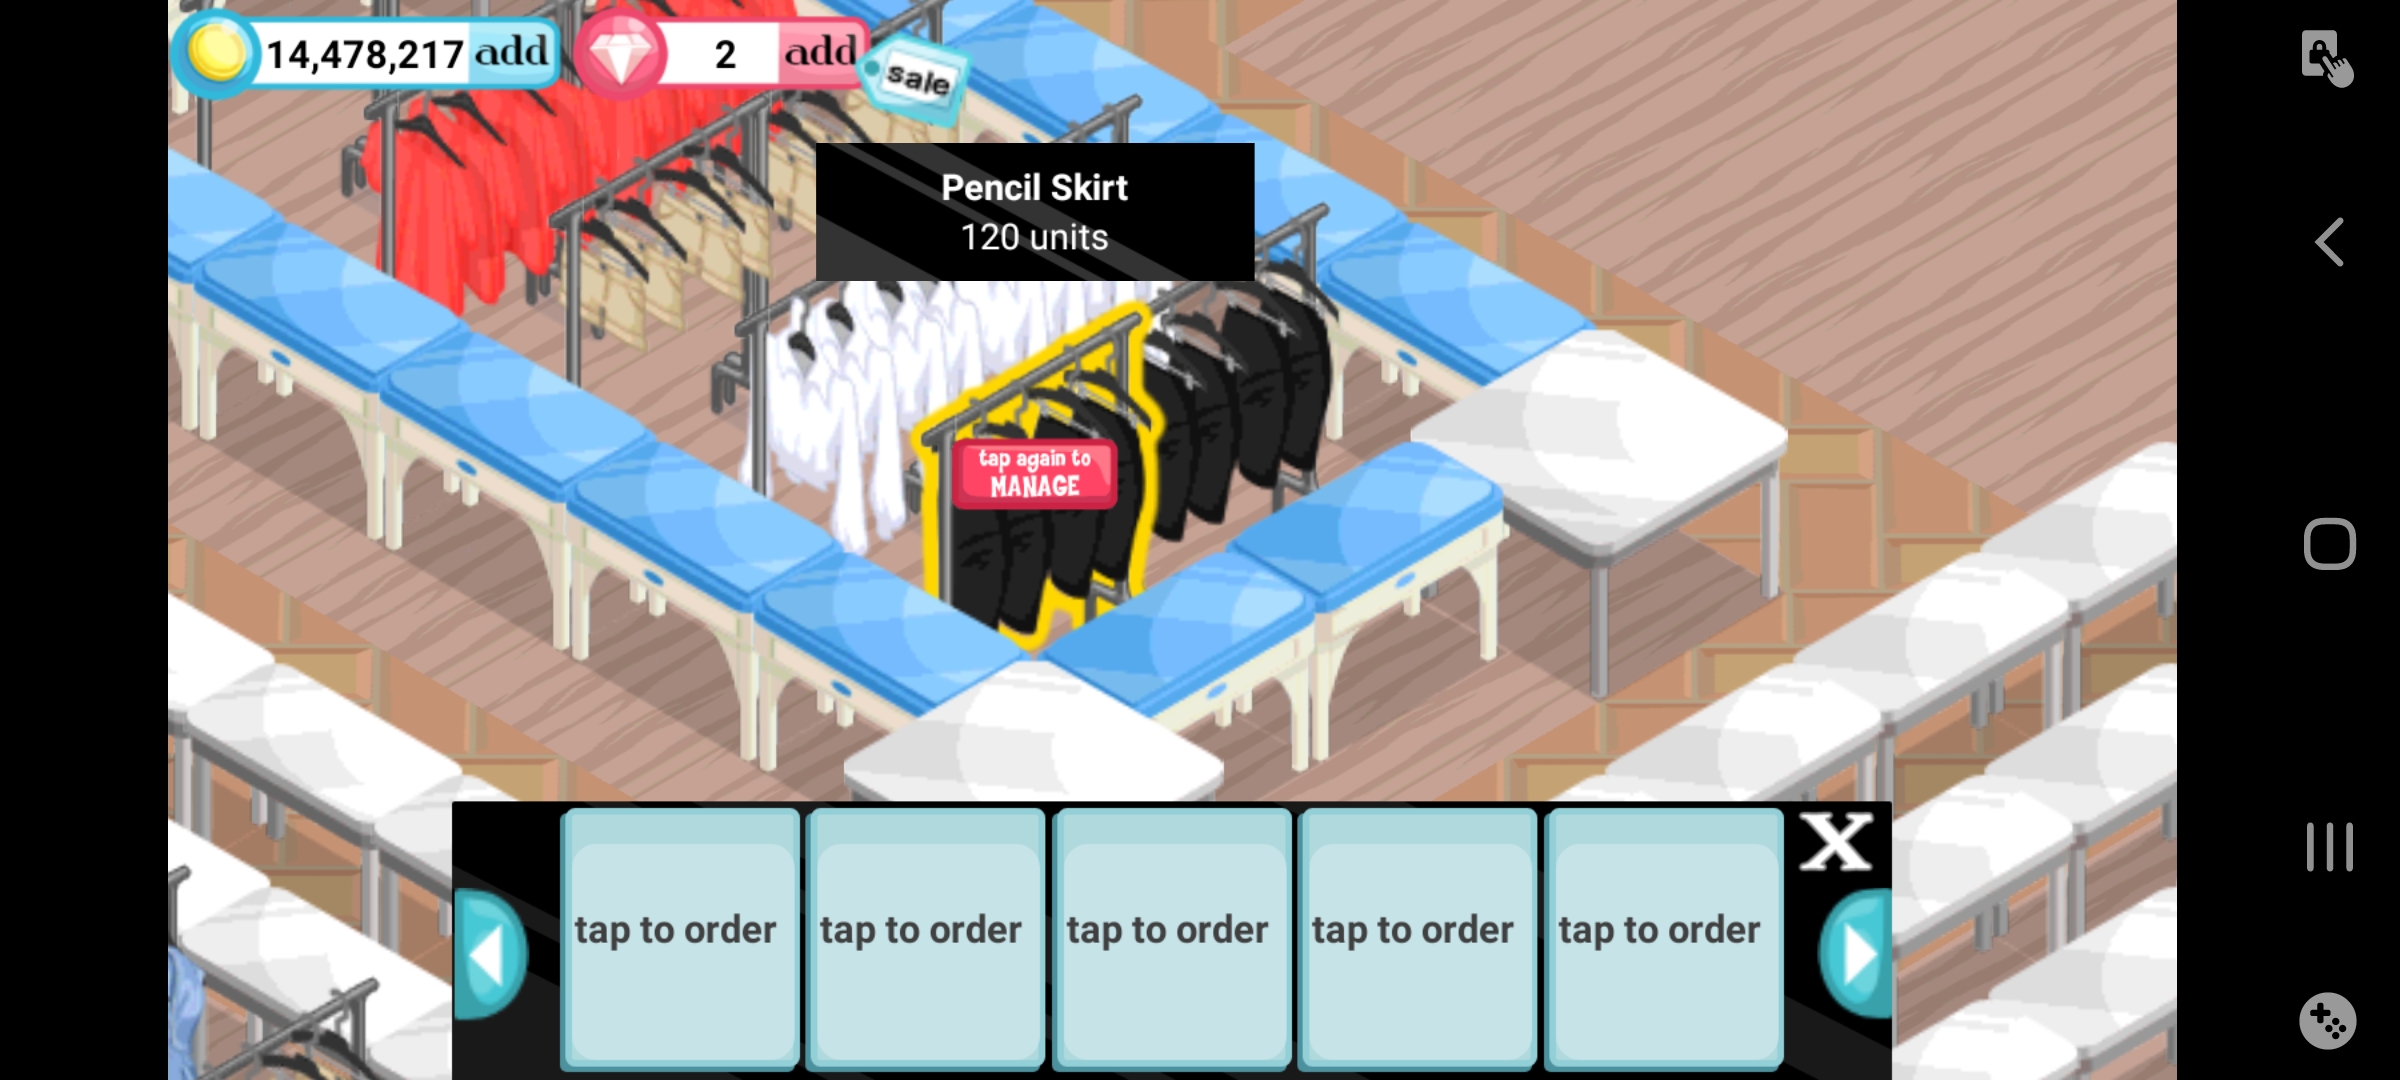 14,478,217 add 2 add
sale
Pencil Skirt
120 units
tap again to
MANAGE
X
tap to order tap to order tap to order tap to order tap to order